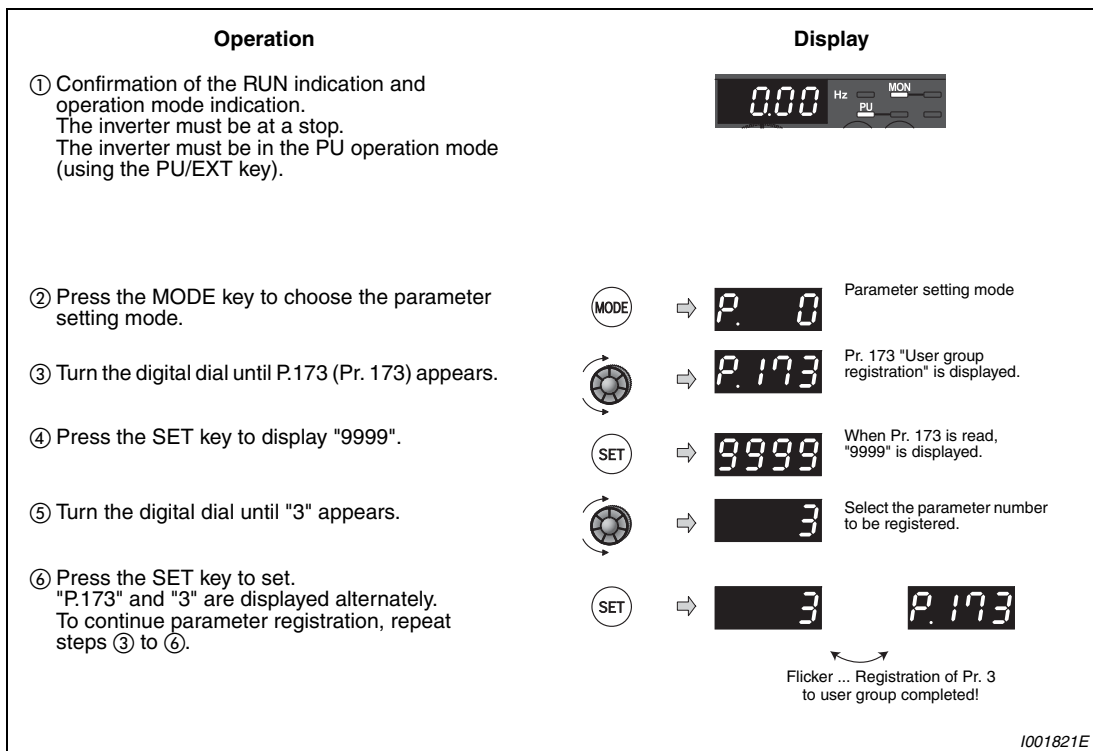 Operation
Display
① Confirmation of the RUN indication and
operation mode indication.
The inverter must be at a stop.
The inverter must be in the PU operation mode
(using the PU/EXT key).
0.00 Hz MON
PU
② Press the MODE key to choose the parameter
setting mode.
MODE
P. 0
Parameter setting mode
③ Turn the digital dial until P.173 (Pr. 173) appears.
P.173
Pr. 173 "User group
registration" is displayed.
④ Press the SET key to display "9999".
SET
9999
When Pr. 173 is read,
"9999" is displayed.
⑤ Turn the digital dial until "3" appears.
3
Select the parameter number
to be registered.
⑥ Press the SET key to set.
"P.173" and "3" are displayed alternately.
To continue parameter registration, repeat
steps ③ to ⑥.
SET
3
P.173
Flicker ... Registration of Pr. 3
to user group completed!
I001821E